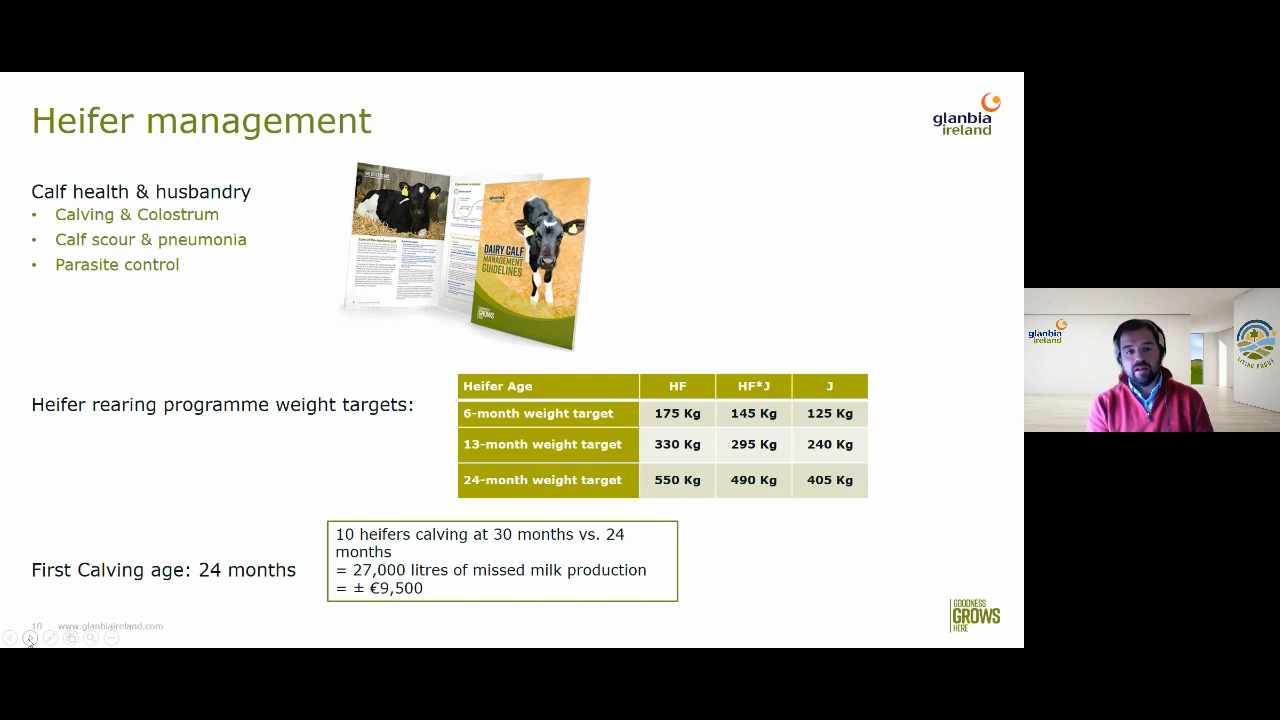 Heifer management
glanbia
ireland
Calf health & husbandry
• Calving & Colostrum
• Calf scour & pneumonia
• Parasite control
DAIRY CALF
MANAGEMENT
GUIDELINES
Heifer rearing programme weight targets:
Heifer Age HF HF*J J
6-month weight target 175 Kg 145 Kg 125 Kg
13-month weight target 330 Kg 295 Kg 240 Kg
24-month weight target 550 Kg 490 Kg 405 Kg
First Calving age: 24 months
10 heifers calving at 30 months vs. 24
months
= 27,000 litres of missed milk production
= ± €9,500
10 www.glanbiaireland.com
GOODNESS
GROWS
HERE
glanbia
ireland
LIVING PROOF